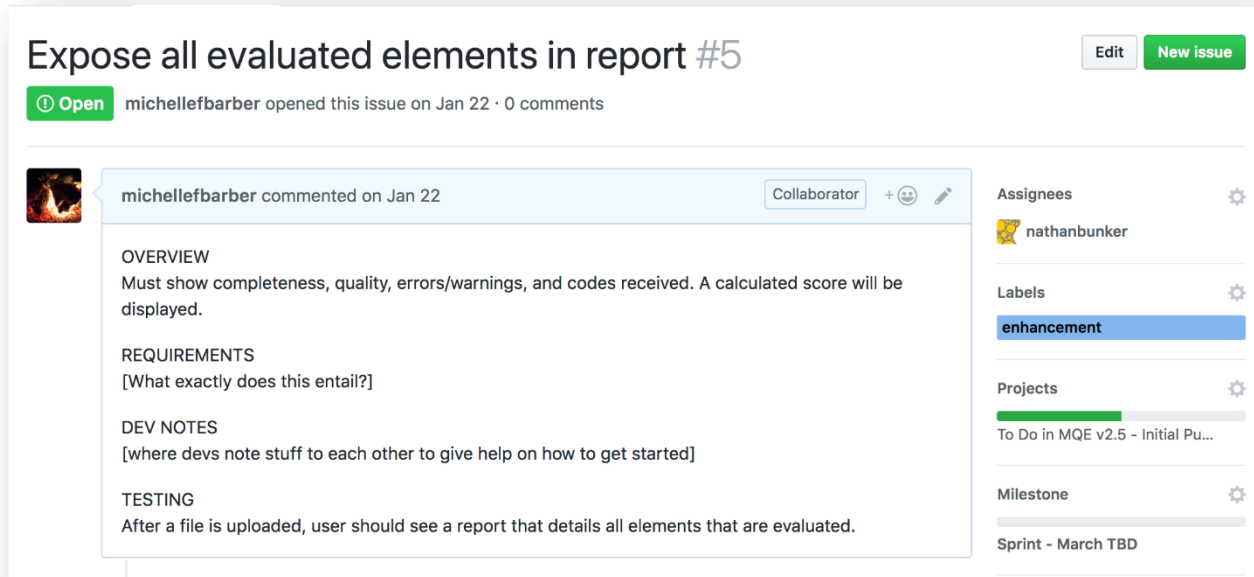 Expose all evaluated elements in report #5
Edit
New issue
Open
michellefbarber opened this issue on Jan 22 · 0 comments
michellefbarber commented on Jan 22
Collaborator
+
OVERVIEW
Must show completeness, quality, errors/warnings, and codes received. A calculated score will be
displayed.
REQUIREMENTS
[What exactly does this entail?]
DEV NOTES
[where devs note stuff to each other to give help on how to get started]
TESTING
After a file is uploaded, user should see a report that details all elements that are evaluated.
Assignees
nathanbunker
Labels
enhancement
Projects
To Do in MQE v2.5 - Initial Pu...
Milestone
Sprint - March TBD